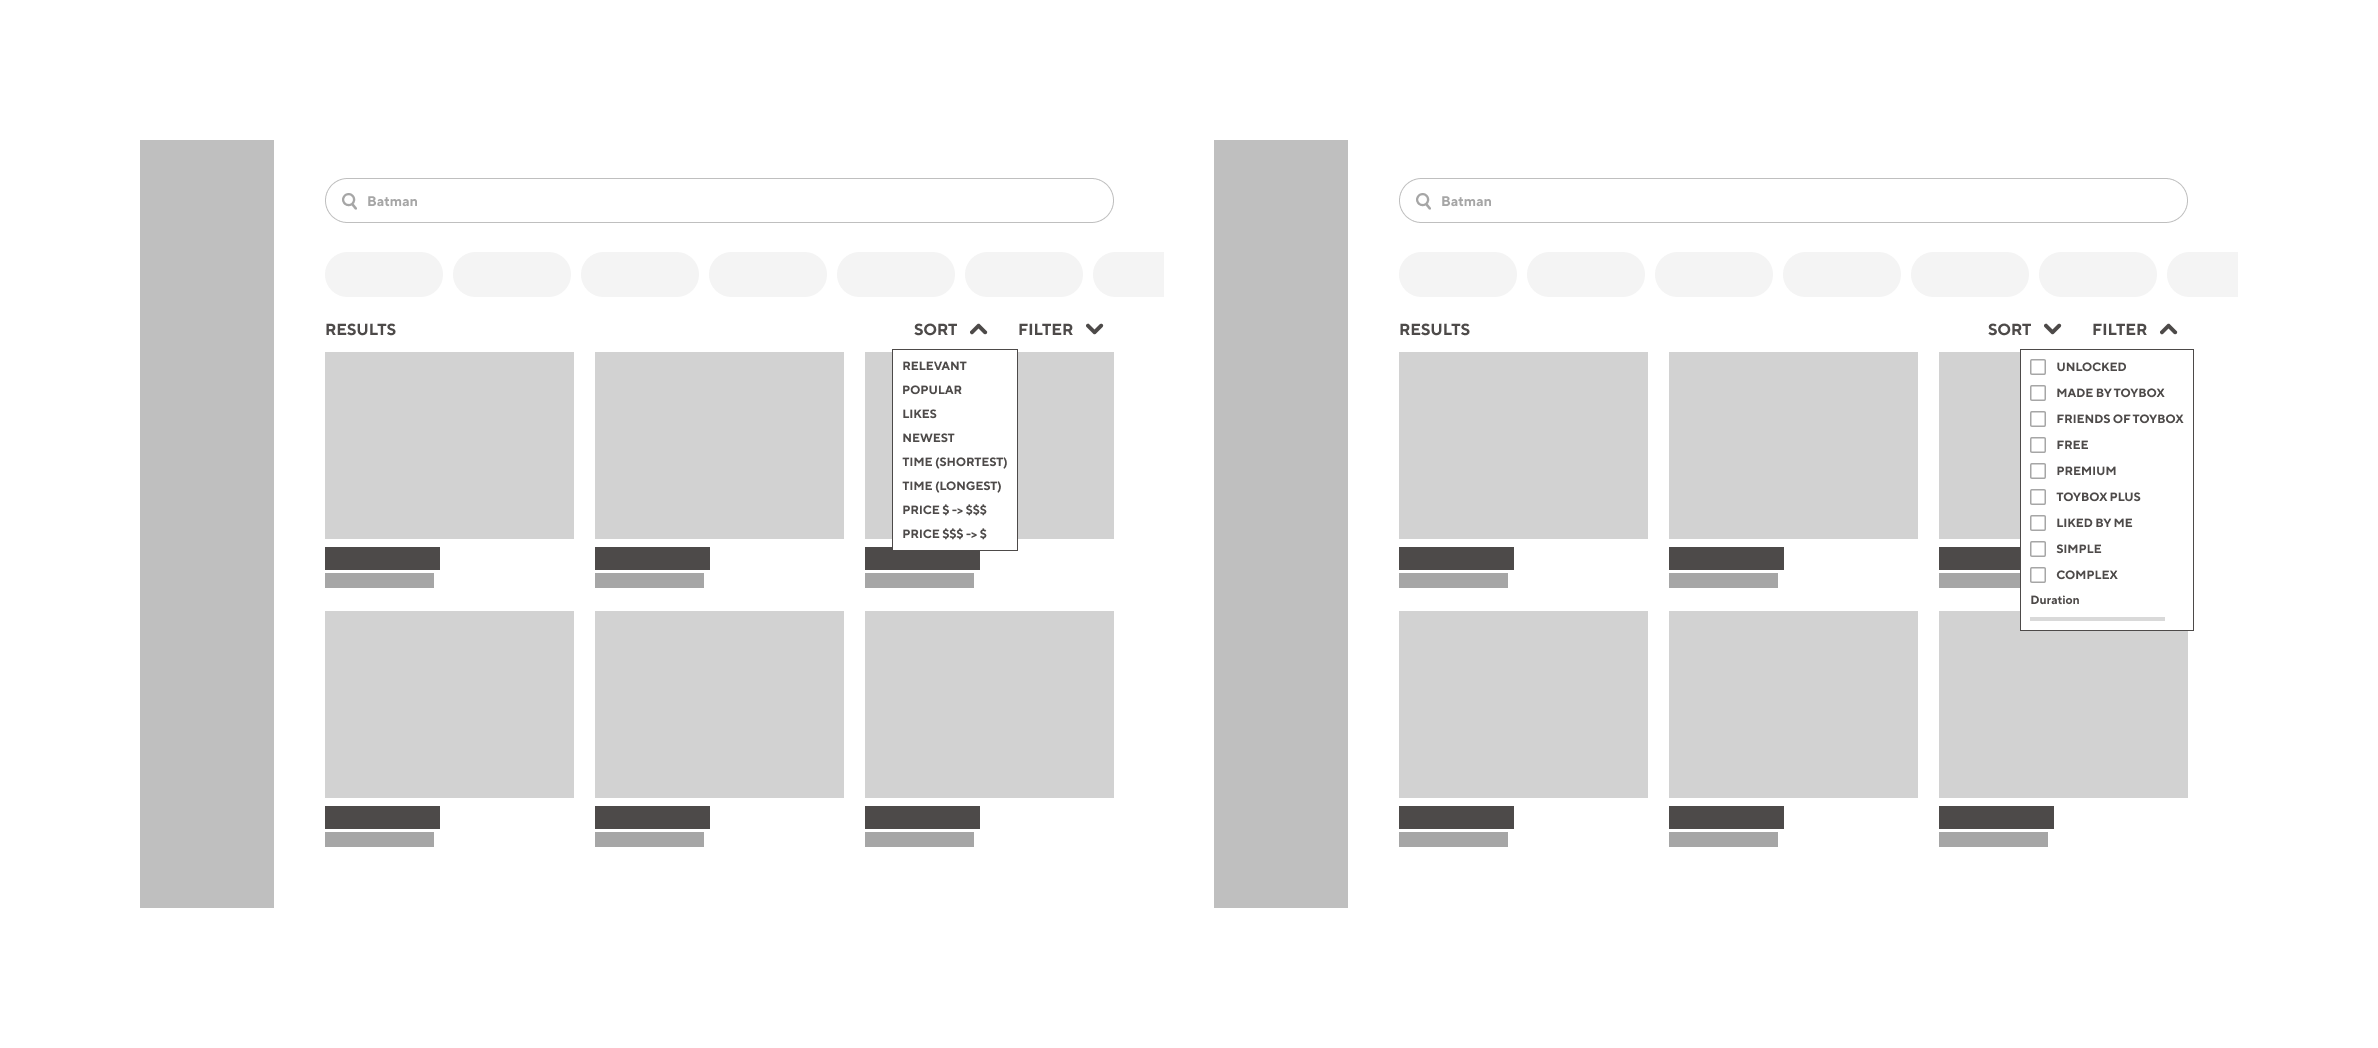 Batman
RESULTS
SORT
FILTER
RELEVANT
POPULAR
LIKES
NEWEST
TIME (SHORTEST)
TIME (LONGEST)
PRICE $ -> $$$
PRICE $$$ -> $
Batman
RESULTS
SORT
FILTER
UNLOCKED
MADE BY TOYBOX
FRIENDS OF TOYBOX
FREE
PREMIUM
TOYBOX PLUS
LIKED BY ME
SIMPLE
COMPLEX
Duration